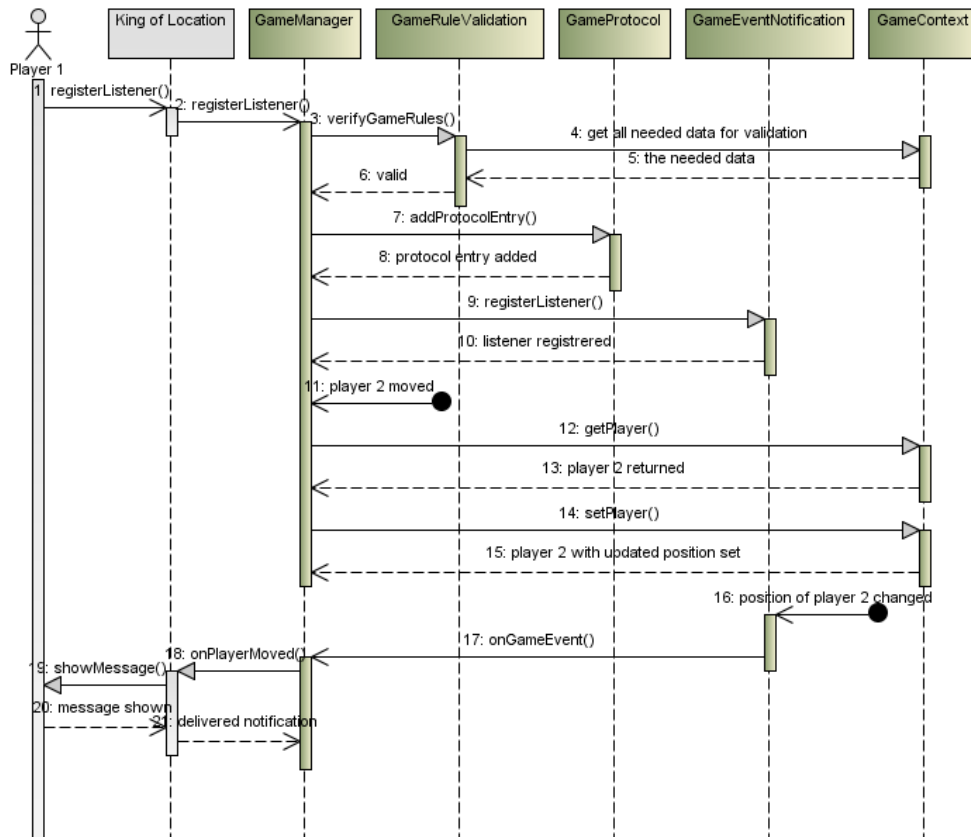 King of Location
GameManager
GameRuleValidation
GameProtocol
GameEventNotification
GameContext
Player 1
1: registerListener()
2: registerListener()
3: verifyGameRules()
4: get all needed data for validation
5: the needed data
6: valid
7: addProtocolEntry()
8: protocol entry added
9: registerListener()
10: listener registrered
11: player 2 moved
12: getPlayer()
13: player 2 returned
14: setPlayer()
15: player 2 with updated position set
16: position of player 2 changed
17: onGameEvent()
18: onPlayerMoved()
19: showMessage()
20: message shown
21: delivered notification